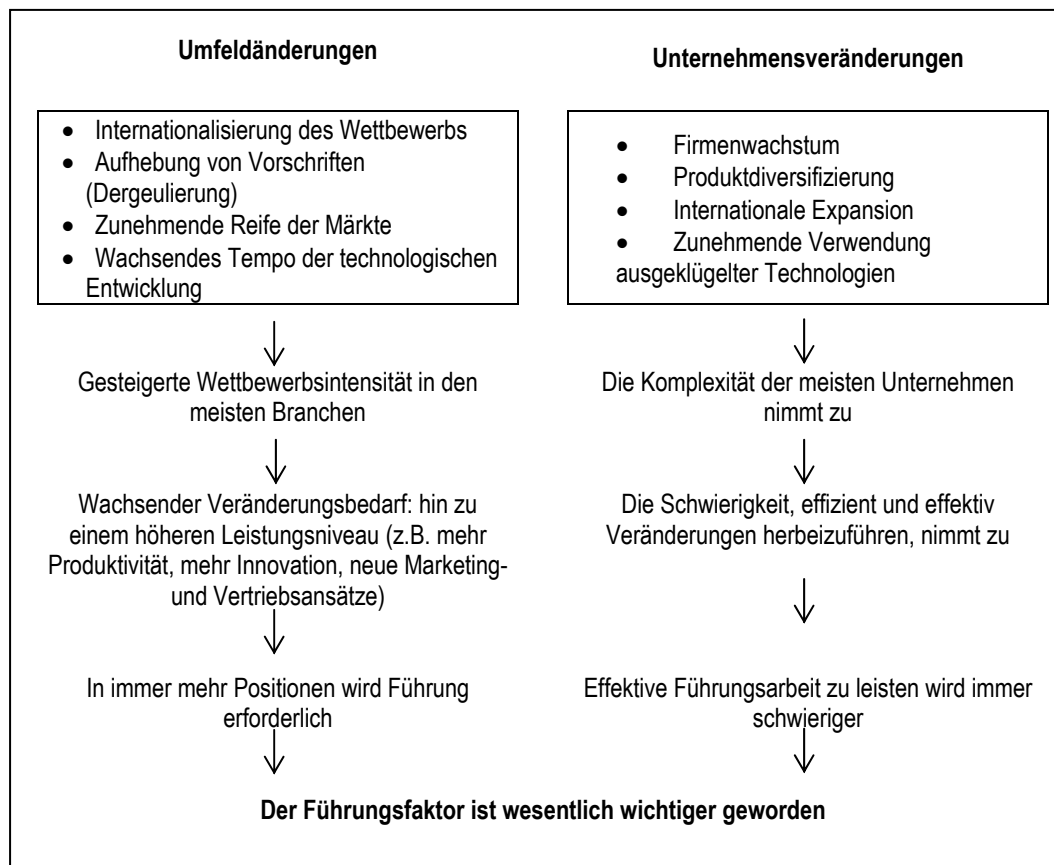 Umfeldänderungen
• Internationalisierung des Wettbewerbs
• Aufhebung von Vorschriften
(Dergeulierung)
• Zunehmende Reife der Märkte
• Wachsendes Tempo der technologischen
Entwicklung
Gesteigerte Wettbewerbsintensität in den
meisten Branchen
Wachsender Veränderungsbedarf: hin zu
einem höheren Leistungsniveau (z.B. mehr
Produktivität, mehr Innovation, neue Marketing-
und Vertriebsansätze)
In immer mehr Positionen wird Führung
erforderlich
Unternehmensveränderungen
• Firmenwachstum
• Produktdiversifizierung
• Internationale Expansion
• Zunehmende Verwendung
ausgeklügelter Technologien
Die Komplexität der meisten Unternehmen
nimmt zu
Die Schwierigkeit, effizient und effektiv
Veränderungen herbeizuführen, nimmt zu
Effektive Führungsarbeit zu leisten wird immer
schwieriger
Der Führungsfaktor ist wesentlich wichtiger geworden